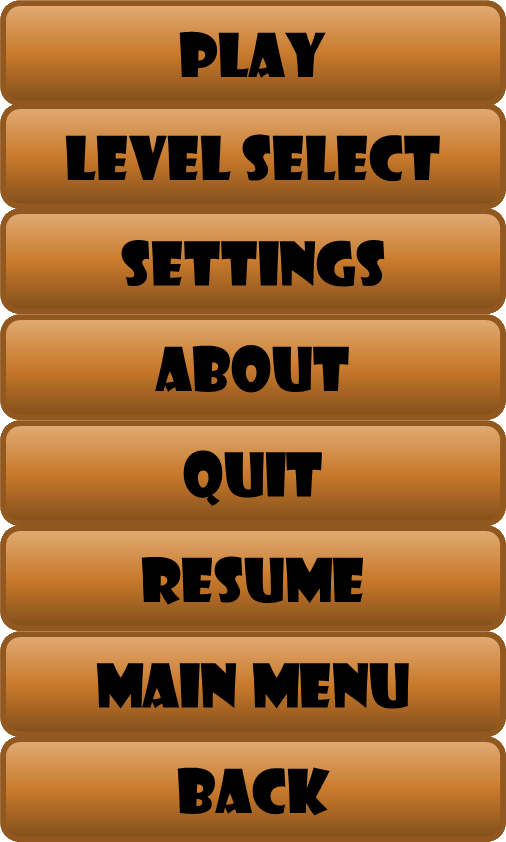 PLAY
LEVEL SELECT
SETTINGS
ABOUT
QUIT
RESUME
MAIN MENU
BACK